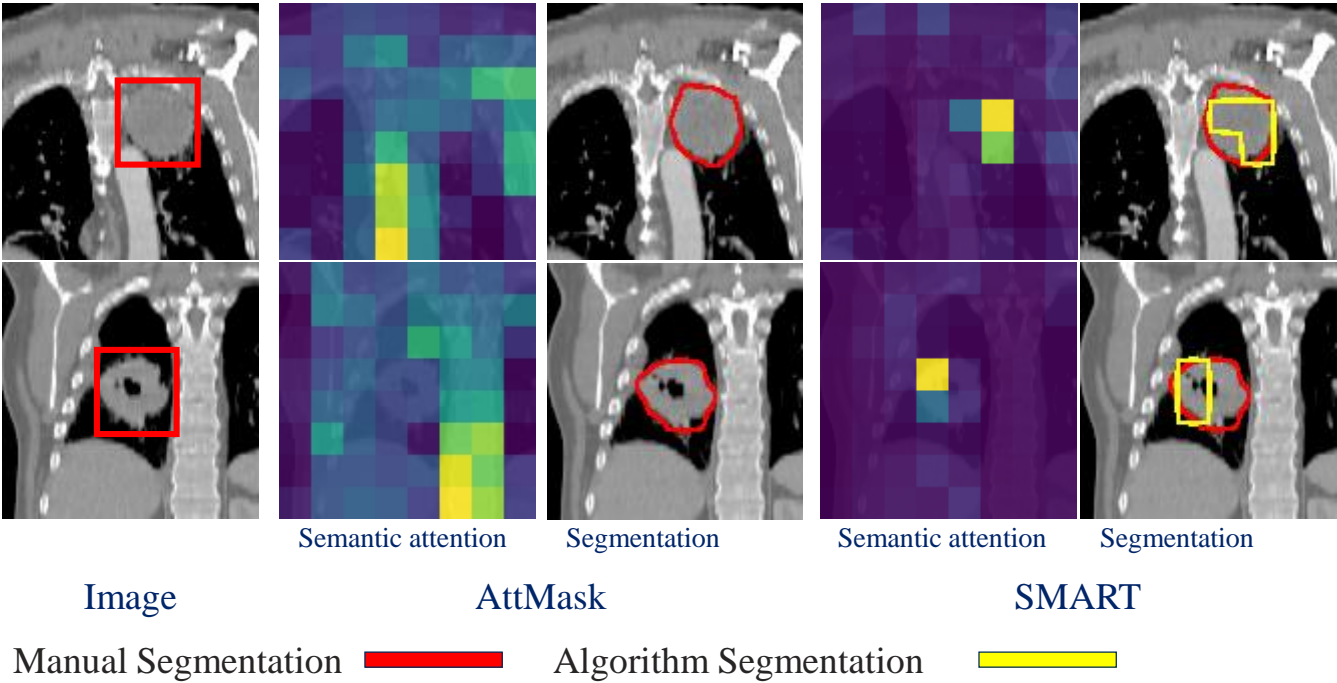 Semantic attention Segmentation Semantic attention Segmentation
Image AttMask SMART
Manual Segmentation Algorithm Segmentation